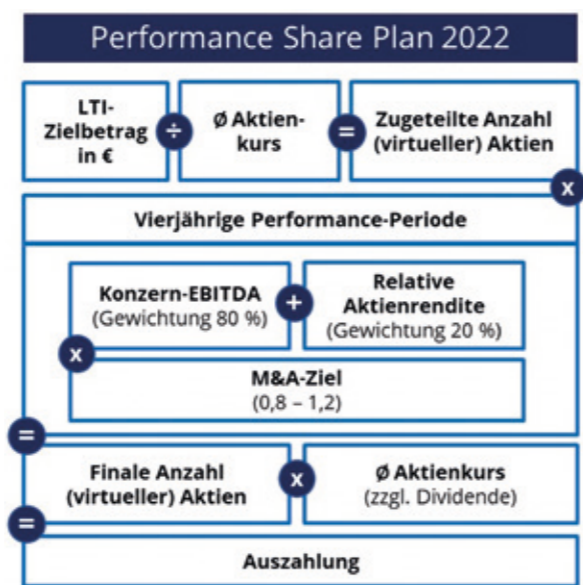 Performance Share Plan 2022
LTI-
Zielbetrag
in €
÷
Ø Aktien-
kurs
=
Zugeteilte Anzahl
(virtueller) Aktien
x
Vierjährige Performance-Periode
Konzern-EBITDA
(Gewichtung 80 %)
+
Relative
Aktienrendite
(Gewichtung 20 %)
x
M&A-Ziel
(0,8 – 1,2)
=
Finale Anzahl
(virtueller) Aktien
x
Ø Aktienkurs
(zzgl. Dividende)
=
Auszahlung